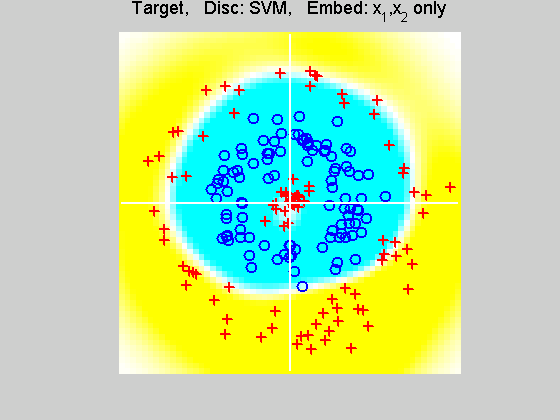 Target,   Disc: SVM,   Embed: x₁,x₂ only